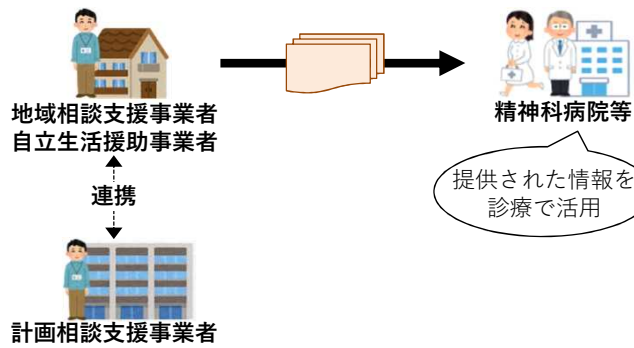 地域相談支援事業者
自立生活援助事業者
精神科病院等
連携
提供された情報を
診療で活用
計画相談支援事業者